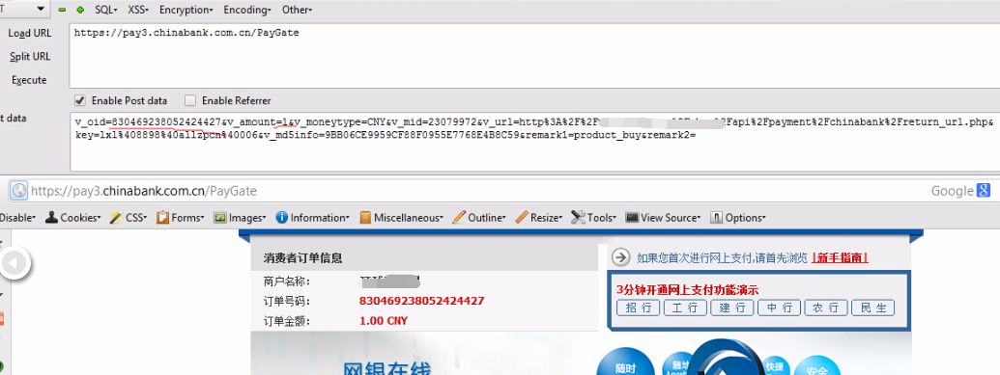 T SQL▾ XSS▾ Encryption▾ Encoding▾ Other▾
Load URL https://pay3.chinabank.com.cn/PayGate
Split URL
Execute
Enable Post data Enable Referrer
t data v_oid=830469238052424427&v_amount=1&v_moneytype=CNY&v_mid=23079972&v_url=http%3A%2F%2F api%2Fpayment%2Fchinabank%2Freturn_url.php&
key=lxl%408898%40allzpcn%40006&v_md5info=9BB06CE9959CF88F0955E7768E4B8C59&remark1=product_buy&remark2=
https://pay3.chinabank.com.cn/PayGate Google 8
Disable▾ Cookies▾ CSS▾ Forms▾ Images▾ Information▾ Miscellaneous▾ Outline▾ Resize▾ Tools▾ View Source▾ Options▾
消费者订单信息
商户名称:
订单号码: 830469238052424427
订单金额: 1.00 CNY
如果您首次进行网上支付,请首先浏览 【新手指南】
3分钟开通网上支付功能演示
招 行 工 行 建 行 中 行 农 行 民 生
网银在线
随时 随时 快捷 安全